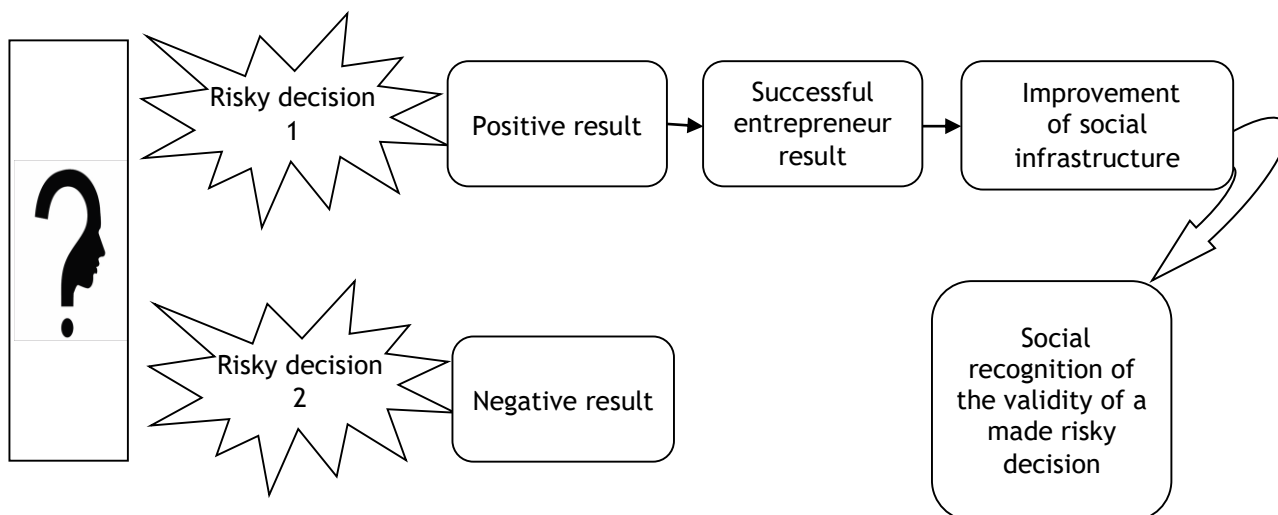 Risky decision
1
Positive result
Successful
entrepreneur
result
Improvement
of social
infrastructure
Risky decision
2
Negative result
Social
recognition of
the validity of a
made risky
decision